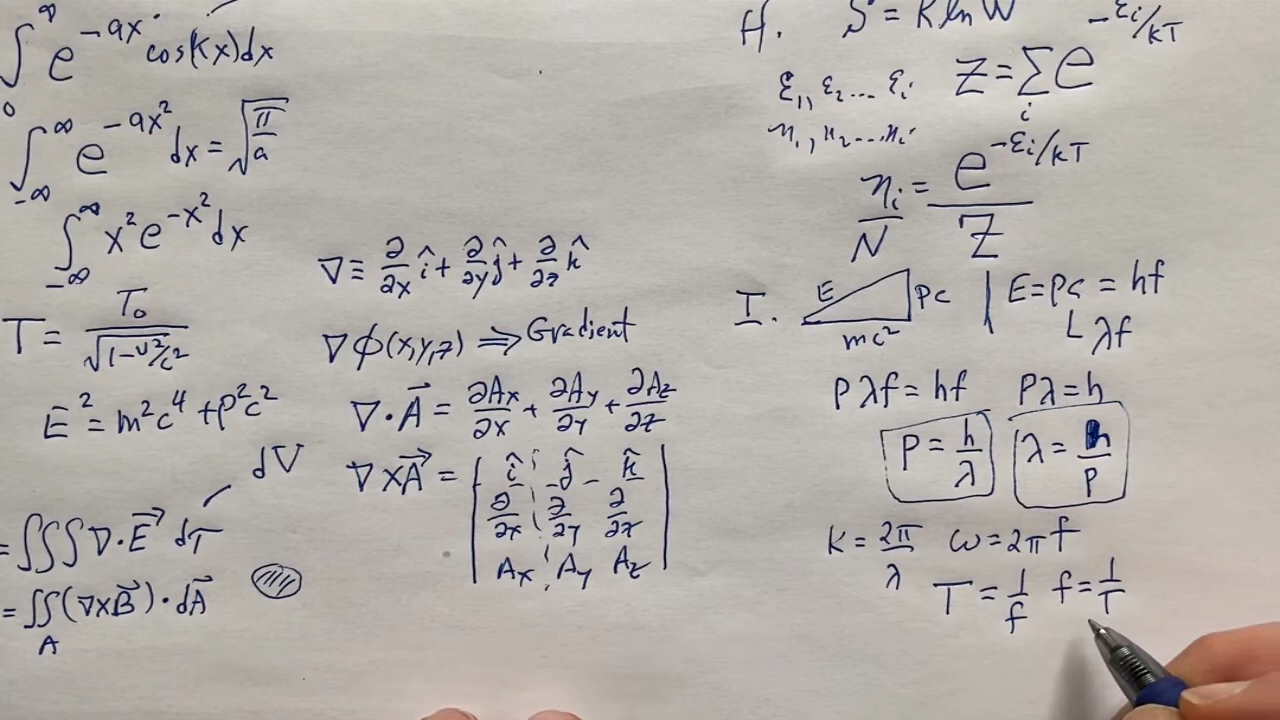 ∫₀^∞ e^{-ax} cos(kx)dx
∫_{-∞}^{∞} e^{-ax²} dx = √(π/a)
∫_{-∞}^{∞} x² e^{-x²} dx
T = T₀/√(1-v²/c²)
E² = m²c⁴ + p²c²
dV
= ∫∫∫ ∇·E⃗ dτ
= ∫∫_A (∇×B⃗)·dA⃗
∇ ≡ ∂/∂x î + ∂/∂y ĵ + ∂/∂z k̂
∇ϕ(x,y,z) ⇒ Gradient
∇·A⃗ = ∂Ax/∂x + ∂Ay/∂y + ∂Az/∂z
∇×A⃗ = | î ĵ k̂
∂/∂x ∂/∂y ∂/∂z
Ax Ay Az |
H. S = k ln W
ε₁, ε₂ ... εᵢ Z = Σᵢ e^{-εᵢ/kT}
n₁, n₂ ... nᵢ
nᵢ/N = e^{-εᵢ/kT}/Z
I. E pc mc² | E = pc = hf
λf
pλf = hf pλ = h
p = h/λ λ = h/p
k = 2π/λ ω = 2πf
T = 1/f f = 1/T